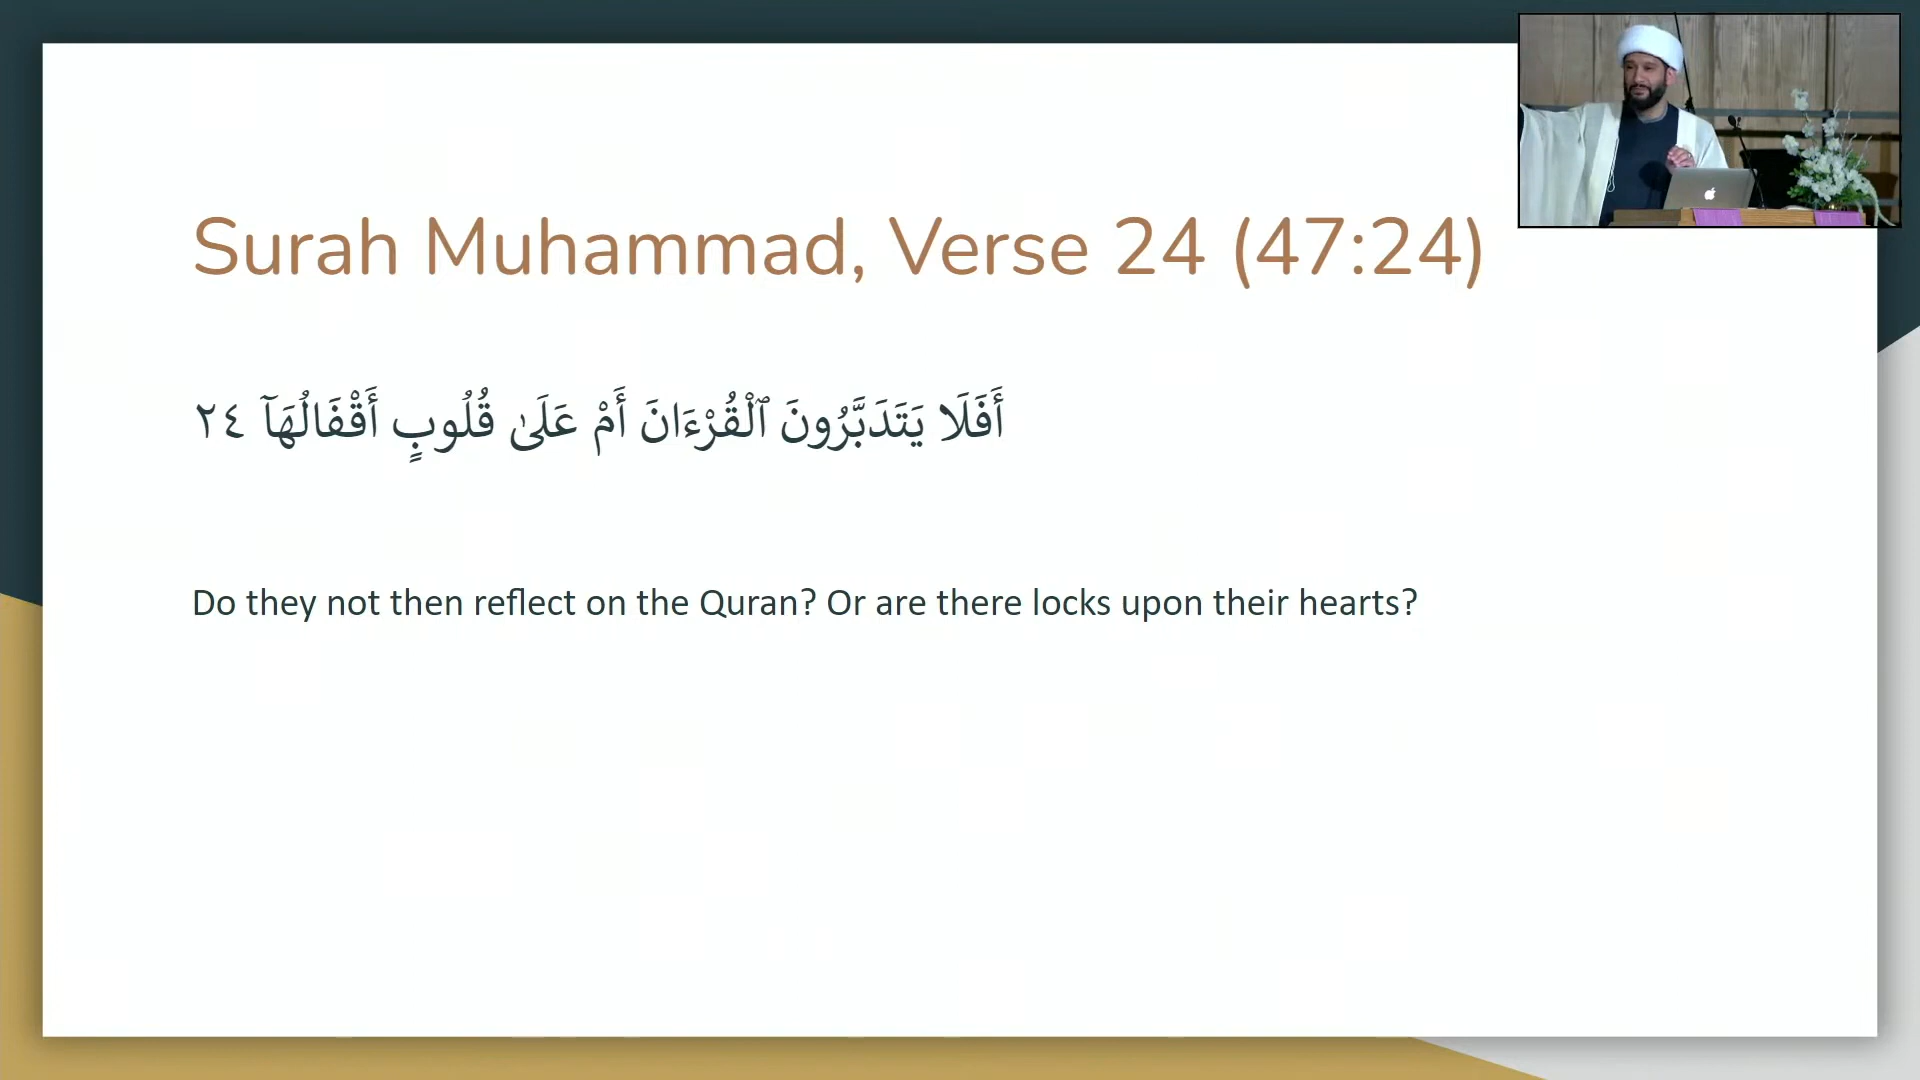 Surah Muhammad, Verse 24 (47:24)
أَفَلَا يَتَدَبَّرُونَ ٱلْقُرْءَانَ أَمْ عَلَىٰ قُلُوبٍ أَقْفَالُهَآ ٢٤
Do they not then reflect on the Quran? Or are there locks upon their hearts?